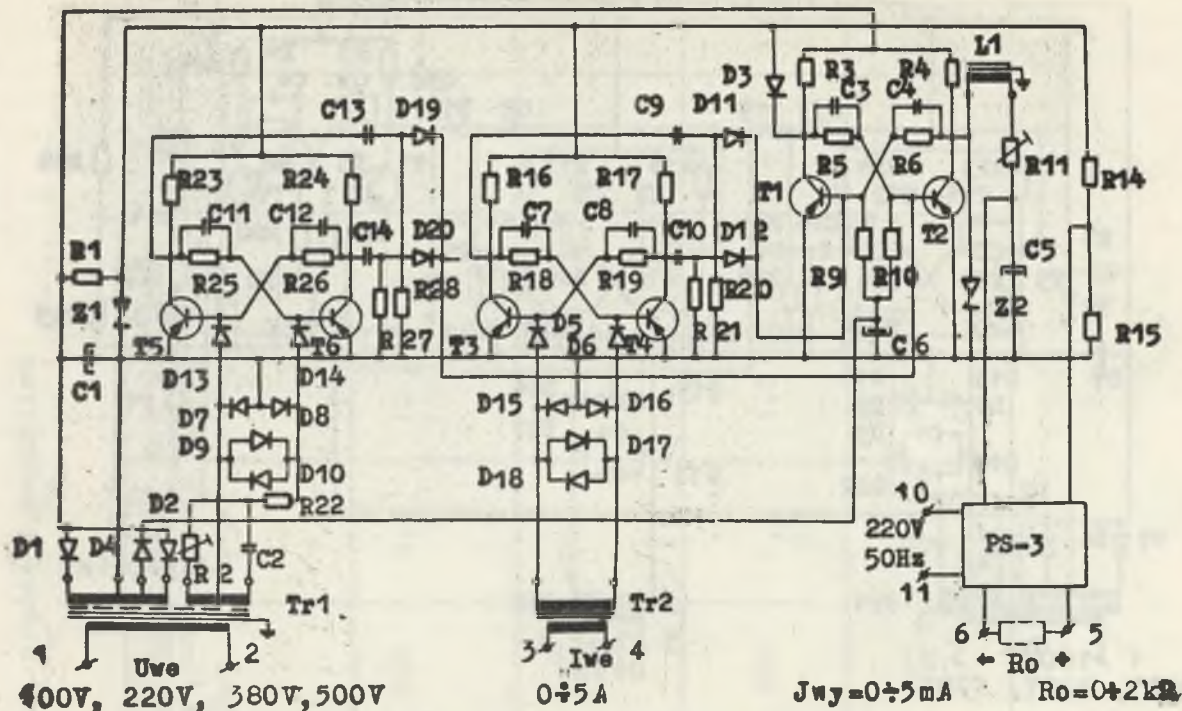 L1
D3 R3 R4
C3 C4
C13 D19 C9 D11
R5 R6 R11
R23 R24 R16 R17 R14
T1 T2
C11 C12 C14 D20 C7 C8 C10 D12
R1 R25 R26 R28 R18 R19 R20 R9 R10 C5
Z1 Z2
R27 R21
T5 T6 T3 D5 D6 T4 C6 R15
C1
D13 D14 D15 D16
D7 D8
D9 D17
D10 D18
D2 R22
D1 D4 R2 C2
10
220V
50Hz
11
PS-3
Tr1 Tr2
1 2 3 4 6 5
Uwe Iwe Ro
400V, 220V, 380V, 500V 0÷5A Jwy=0÷5mA Ro=0÷2kΩ